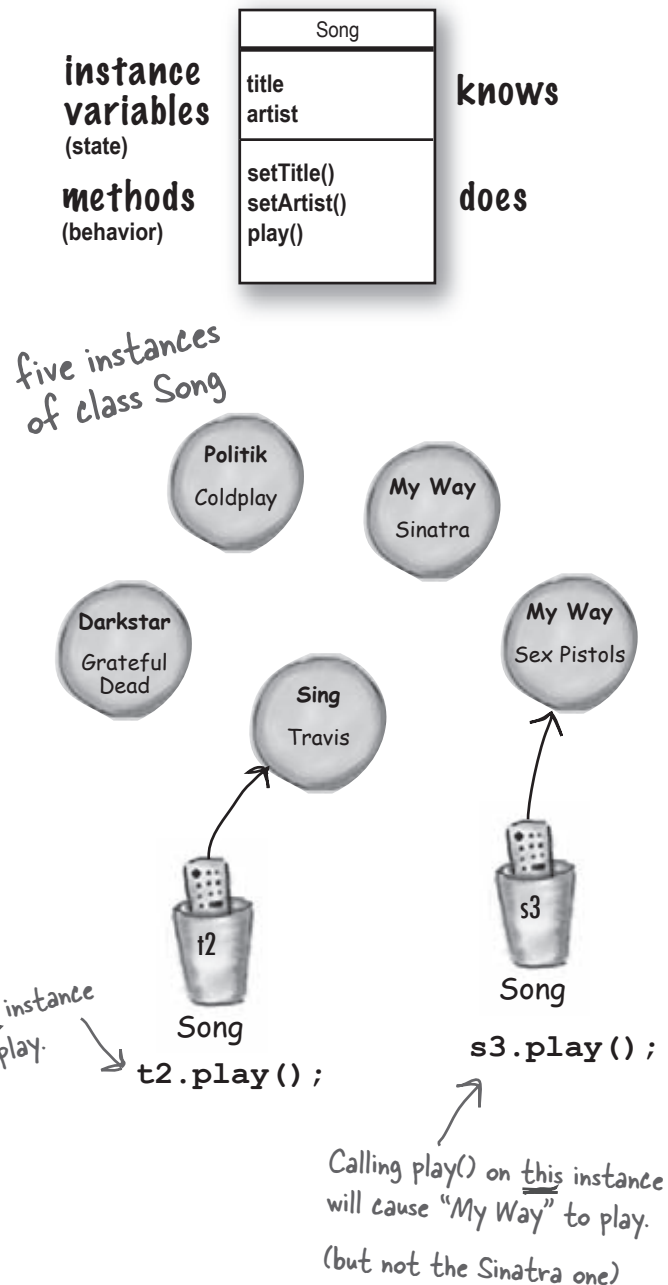 Song
instance
variables
(state)
title
artist
knows
methods
(behavior)
setTitle()
setArtist()
play()
does
five instances
of class Song
Politik
Coldplay
My Way
Sinatra
Darkstar
Grateful
Dead
Sing
Travis
My Way
Sex Pistols
t2
Song
s3
Song
instance
play.
t2.play();
s3.play();
Calling play() on this instance
will cause “My Way” to play.
(but not the Sinatra one)